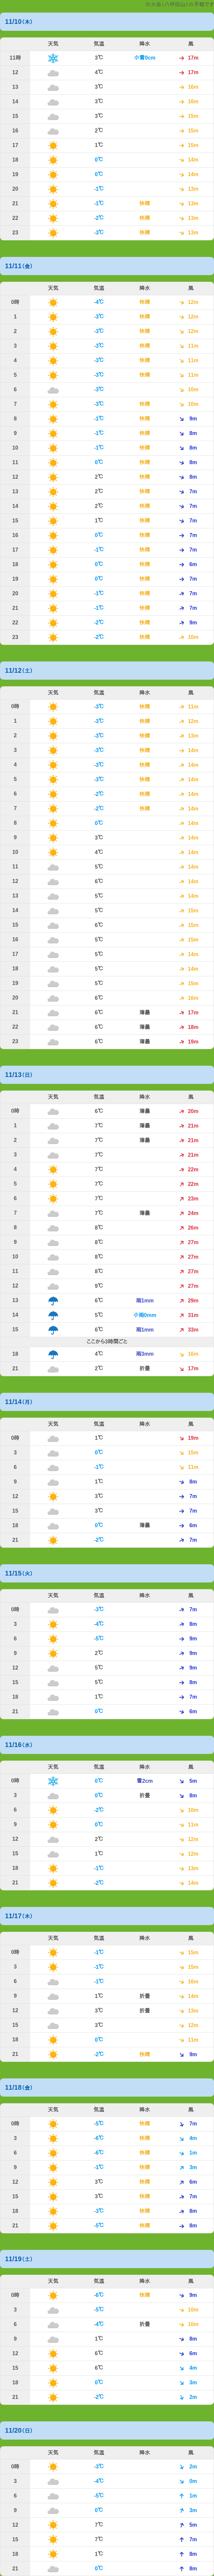 11/10(木)
天気 気温 降水 風
11時 3℃ 小雪0cm 17m
12 4℃ 17m
13 3℃ 16m
14 3℃ 16m
15 3℃ 15m
16 2℃ 15m
17 1℃ 15m
18 0℃ 14m
19 0℃ 14m
20 -1℃ 13m
21 -1℃ 快晴 13m
22 -2℃ 快晴 13m
23 -3℃ 快晴 13m
11/11(金)
天気 気温 降水 風
0時 -4℃ 快晴 12m
1 -3℃ 快晴 12m
2 -3℃ 快晴 12m
3 -3℃ 快晴 11m
4 -3℃ 快晴 11m
5 -3℃ 快晴 11m
6 -3℃ 10m
7 -3℃ 快晴 10m
8 -1℃ 快晴 9m
9 -1℃ 快晴 8m
10 -1℃ 快晴 8m
11 0℃ 快晴 8m
12 2℃ 快晴 8m
13 2℃ 快晴 7m
14 2℃ 快晴 7m
15 1℃ 快晴 7m
16 0℃ 快晴 7m
17 -1℃ 快晴 7m
18 0℃ 快晴 6m
19 0℃ 快晴 7m
20 -1℃ 快晴 7m
21 -1℃ 快晴 7m
22 -2℃ 快晴 9m
23 -2℃ 快晴 10m
11/12(土)
天気 気温 降水 風
0時 -3℃ 快晴 11m
1 -3℃ 快晴 12m
2 -3℃ 快晴 13m
3 -3℃ 快晴 14m
4 -3℃ 快晴 14m
5 -3℃ 快晴 14m
6 -2℃ 快晴 14m
7 -2℃ 快晴 14m
8 0℃ 14m
9 3℃ 14m
10 4℃ 14m
11 5℃ 14m
12 6℃ 14m
13 5℃ 14m
14 5℃ 15m
15 6℃ 15m
16 5℃ 15m
17 5℃ 14m
18 5℃ 14m
19 5℃ 15m
20 6℃ 16m
21 6℃ 薄曇 17m
22 6℃ 薄曇 18m
23 6℃ 薄曇 19m
11/13(日)
天気 気温 降水 風
0時 6℃ 薄曇 20m
1 7℃ 薄曇 21m
2 7℃ 薄曇 21m
3 7℃ 21m
4 7℃ 22m
5 7℃ 22m
6 7℃ 23m
7 7℃ 薄曇 24m
8 8℃ 26m
9 8℃ 27m
10 8℃ 27m
11 8℃ 27m
12 9℃ 27m
13 6℃ 雨1mm 29m
14 5℃ 小雨0mm 31m
15 6℃ 雨1mm 33m
ここから3時間ごと
18 4℃ 雨3mm 16m
21 2℃ 折曇 17m
11/14(月)
天気 気温 降水 風
0時 1℃ 19m
3 0℃ 15m
6 -1℃ 11m
9 1℃ 8m
12 3℃ 7m
15 3℃ 7m
18 0℃ 薄曇 6m
21 -2℃ 7m
11/15(火)
天気 気温 降水 風
0時 -3℃ 7m
3 -4℃ 8m
6 -5℃ 9m
9 2℃ 9m
12 5℃ 9m
15 5℃ 8m
18 1℃ 7m
21 0℃ 6m
11/16(水)
天気 気温 降水 風
0時 0℃ 雪2cm 5m
3 0℃ 折曇 8m
6 -2℃ 10m
9 0℃ 11m
12 2℃ 12m
15 1℃ 12m
18 -1℃ 13m
21 -2℃ 14m
11/17(木)
天気 気温 降水 風
0時 -1℃ 15m
3 -1℃ 15m
6 -1℃ 16m
9 1℃ 折曇 14m
12 3℃ 折曇 13m
15 3℃ 12m
18 0℃ 11m
21 -2℃ 快晴 9m
11/18(金)
天気 気温 降水 風
0時 -5℃ 快晴 7m
3 -6℃ 快晴 4m
6 -6℃ 快晴 1m
9 -1℃ 快晴 3m
12 3℃ 快晴 6m
15 3℃ 快晴 7m
18 -3℃ 快晴 8m
21 -5℃ 快晴 8m
11/19(土)
天気 気温 降水 風
0時 -6℃ 快晴 9m
3 -5℃ 10m
6 -4℃ 折曇 10m
9 1℃ 8m
12 6℃ 6m
15 6℃ 4m
18 0℃ 3m
21 -2℃ 2m
11/20(日)
天気 気温 降水 風
0時 -3℃ 2m
3 -4℃ 0m
6 -5℃ 1m
9 0℃ 3m
12 7℃ 5m
15 7℃ 7m
18 1℃ 8m
21 0℃ 8m